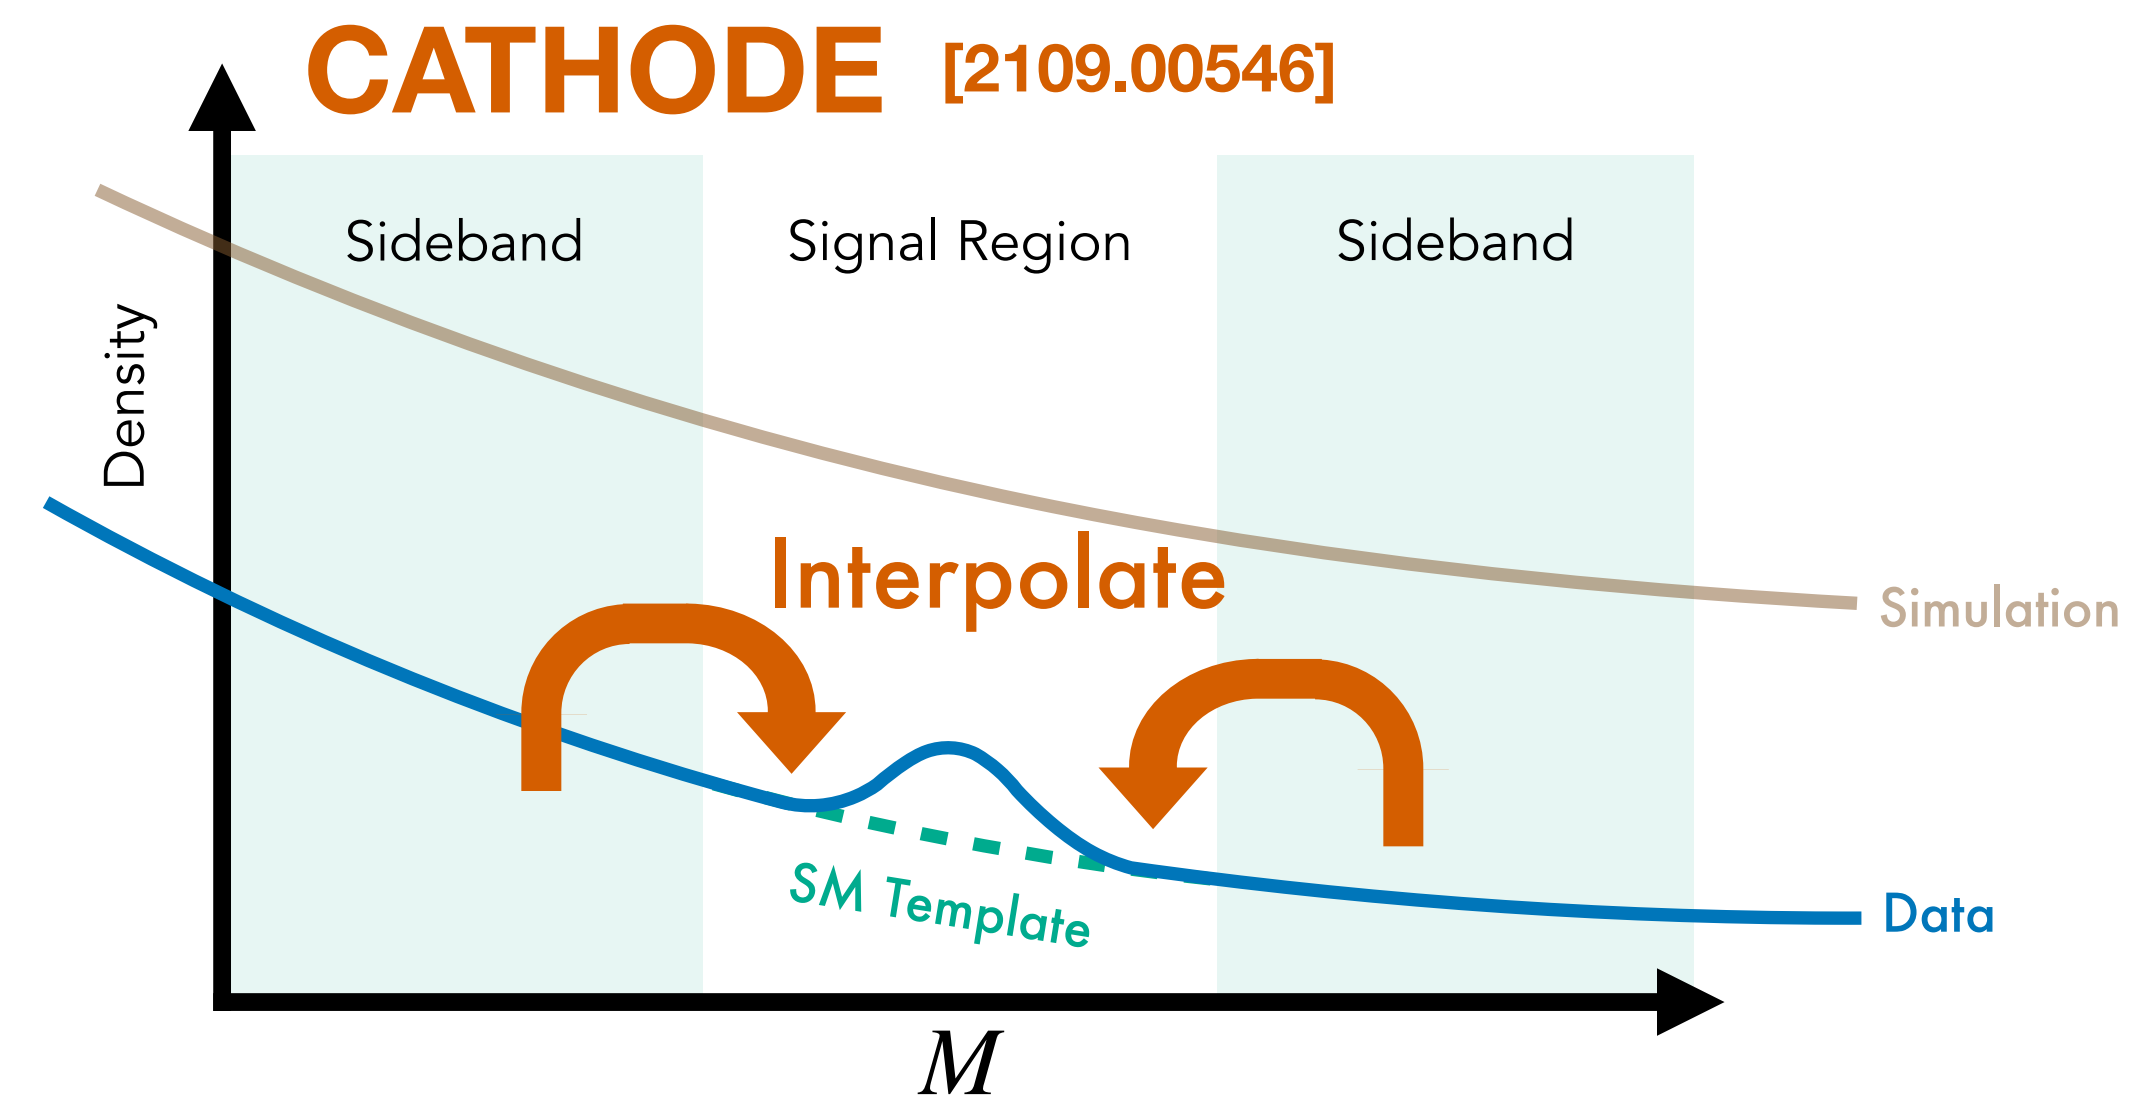 CATHODE [2109.00546]
Sideband
Signal Region
Sideband
Density
Interpolate
Simulation
SM Template
Data
M